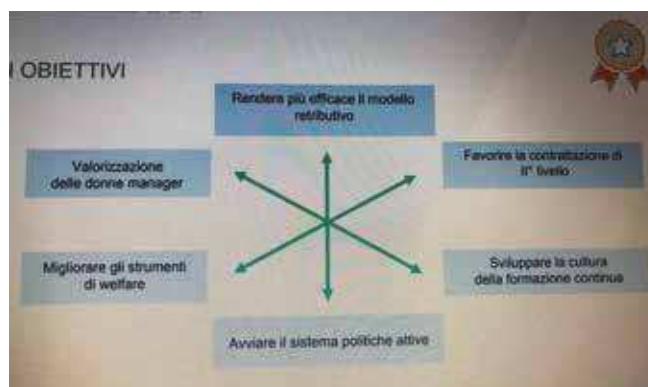 I OBIETTIVI
Rendere più efficace il modello
retributivo
Valorizzazione
delle donne manager
Favorire la contrattazione di
II° livello
Migliorare gli strumenti
di welfare
Sviluppare la cultura
della formazione continua
Avviare il sistema politiche attive